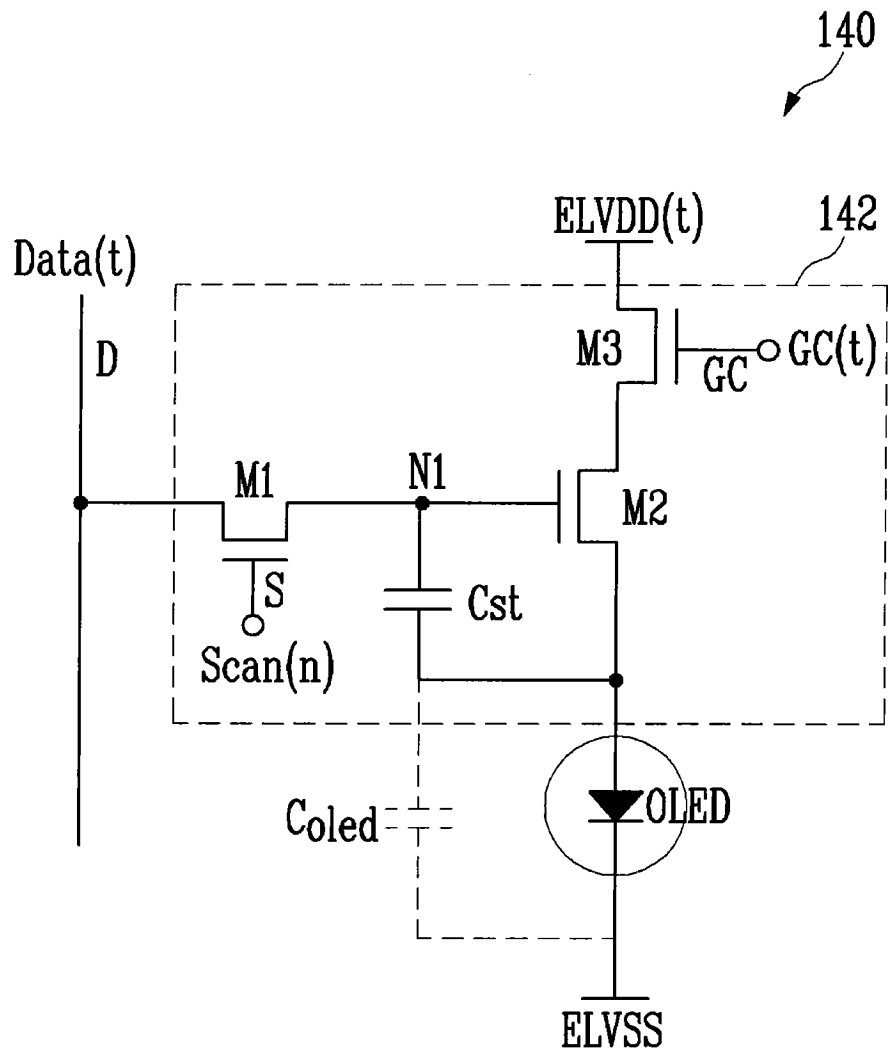 140
ELVDD(t)
142
Data(t)
D
M3
GC
GC(t)
M1
N1
M2
S
Cst
Scan(n)
Coled
OLED
ELVSS